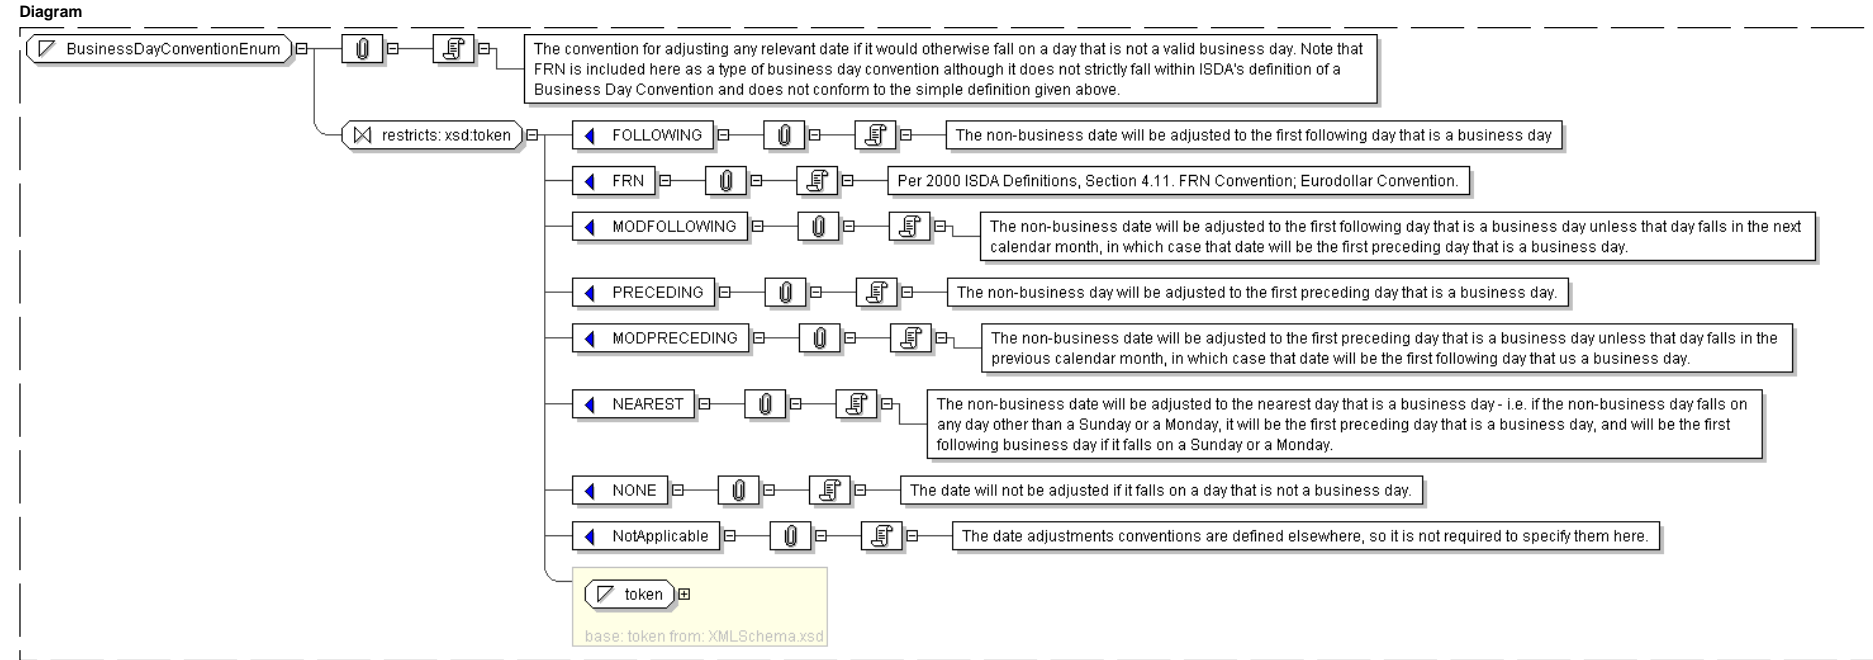 Diagram
BusinessDayConventionEnum
The convention for adjusting any relevant date if it would otherwise fall on a day that is not a valid business day. Note that
FRN is included here as a type of business day convention although it does not strictly fall within ISDA's definition of a
Business Day Convention and does not conform to the simple definition given above.
restricts: xsd:token
FOLLOWING
The non-business date will be adjusted to the first following day that is a business day
FRN
Per 2000 ISDA Definitions, Section 4.11. FRN Convention; Eurodollar Convention.
MODFOLLOWING
The non-business date will be adjusted to the first following day that is a business day unless that day falls in the next
calendar month, in which case that date will be the first preceding day that is a business day.
PRECEDING
The non-business day will be adjusted to the first preceding day that is a business day.
MODPRECEDING
The non-business date will be adjusted to the first preceding day that is a business day unless that day falls in the
previous calendar month, in which case that date will be the first following day that us a business day.
NEAREST
The non-business date will be adjusted to the nearest day that is a business day - i.e. if the non-business day falls on
any day other than a Sunday or a Monday, it will be the first preceding day that is a business day, and will be the first
following business day if it falls on a Sunday or a Monday.
NONE
The date will not be adjusted if it falls on a day that is not a business day.
NotApplicable
The date adjustments conventions are defined elsewhere, so it is not required to specify them here.
token
base: token from: XMLSchema.xsd